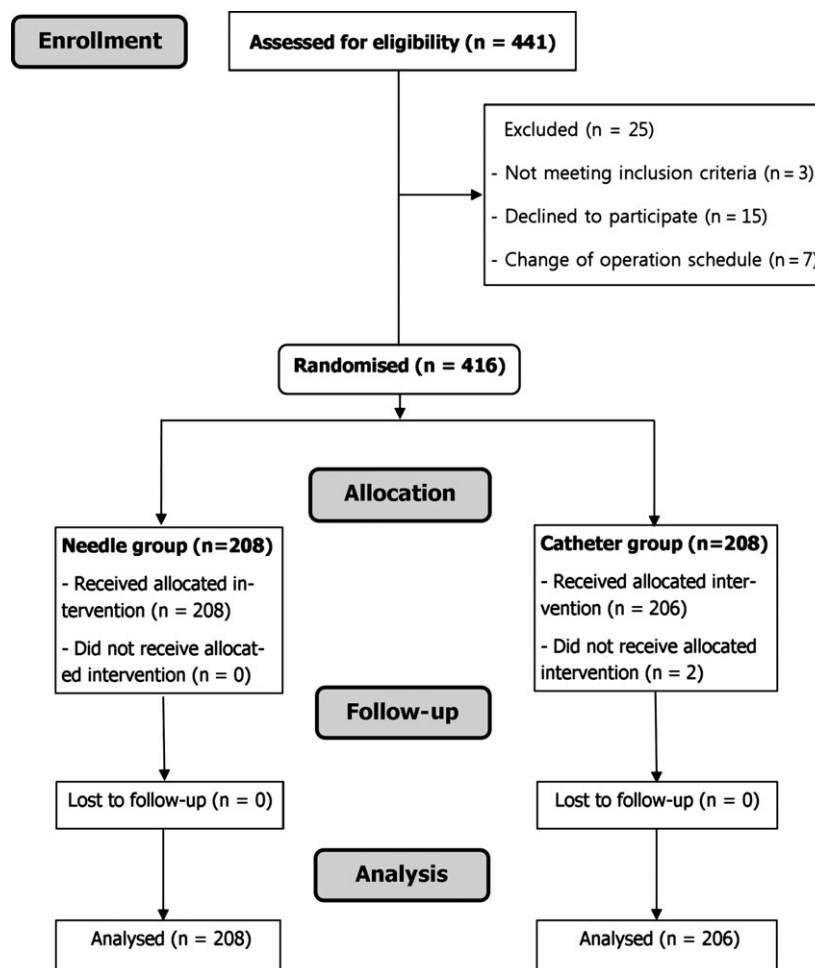 Enrollment
Assessed for eligibility (n = 441)
Excluded (n = 25)
- Not meeting inclusion criteria (n = 3)
- Declined to participate (n = 15)
- Change of operation schedule (n = 7)
Randomised (n = 416)
Allocation
Needle group (n=208)
- Received allocated in-
tervention (n = 208)
- Did not receive allocat-
ed intervention (n = 0)
Catheter group (n=208)
- Received allocated inter-
vention (n = 206)
- Did not receive allocated
intervention (n = 2)
Follow-up
Lost to follow-up (n = 0)
Lost to follow-up (n = 0)
Analysis
Analysed (n = 208)
Analysed (n = 206)